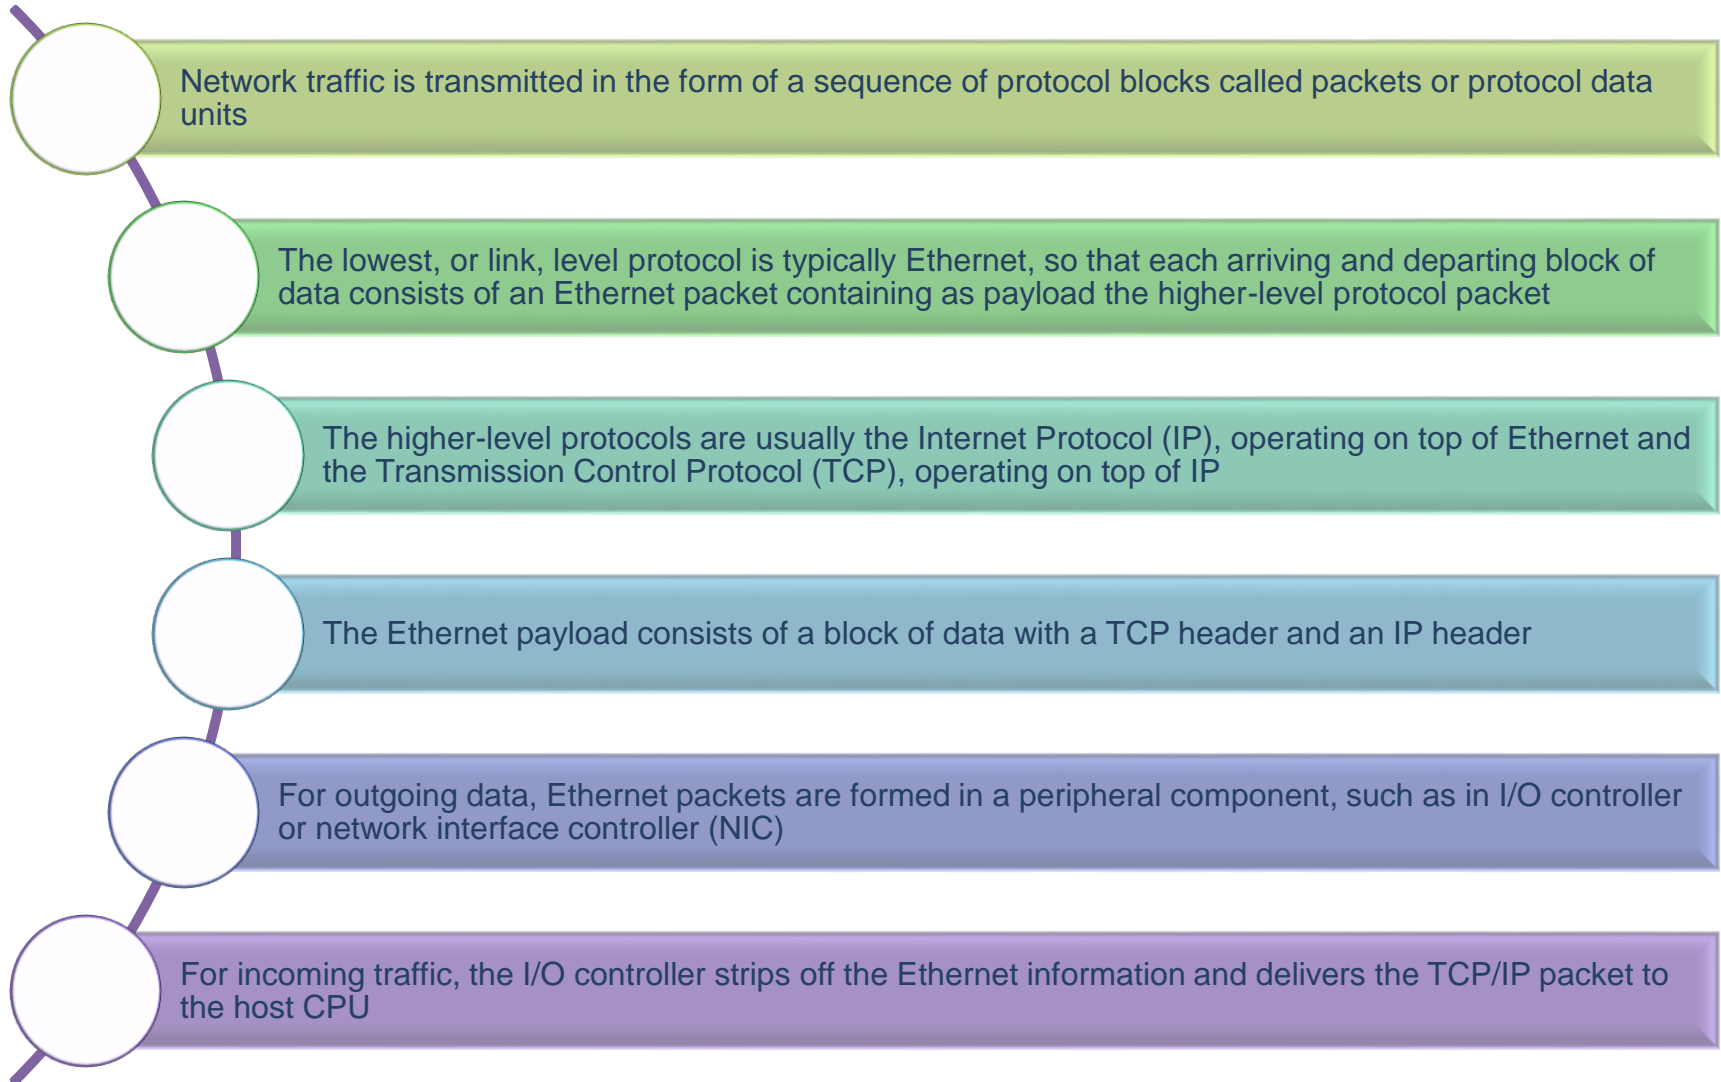 Network traffic is transmitted in the form of a sequence of protocol blocks called packets or protocol data
units
The lowest, or link, level protocol is typically Ethernet, so that each arriving and departing block of
data consists of an Ethernet packet containing as payload the higher-level protocol packet
The higher-level protocols are usually the Internet Protocol (IP), operating on top of Ethernet and
the Transmission Control Protocol (TCP), operating on top of IP
The Ethernet payload consists of a block of data with a TCP header and an IP header
For outgoing data, Ethernet packets are formed in a peripheral component, such as in I/O controller
or network interface controller (NIC)
For incoming traffic, the I/O controller strips off the Ethernet information and delivers the TCP/IP packet to
the host CPU